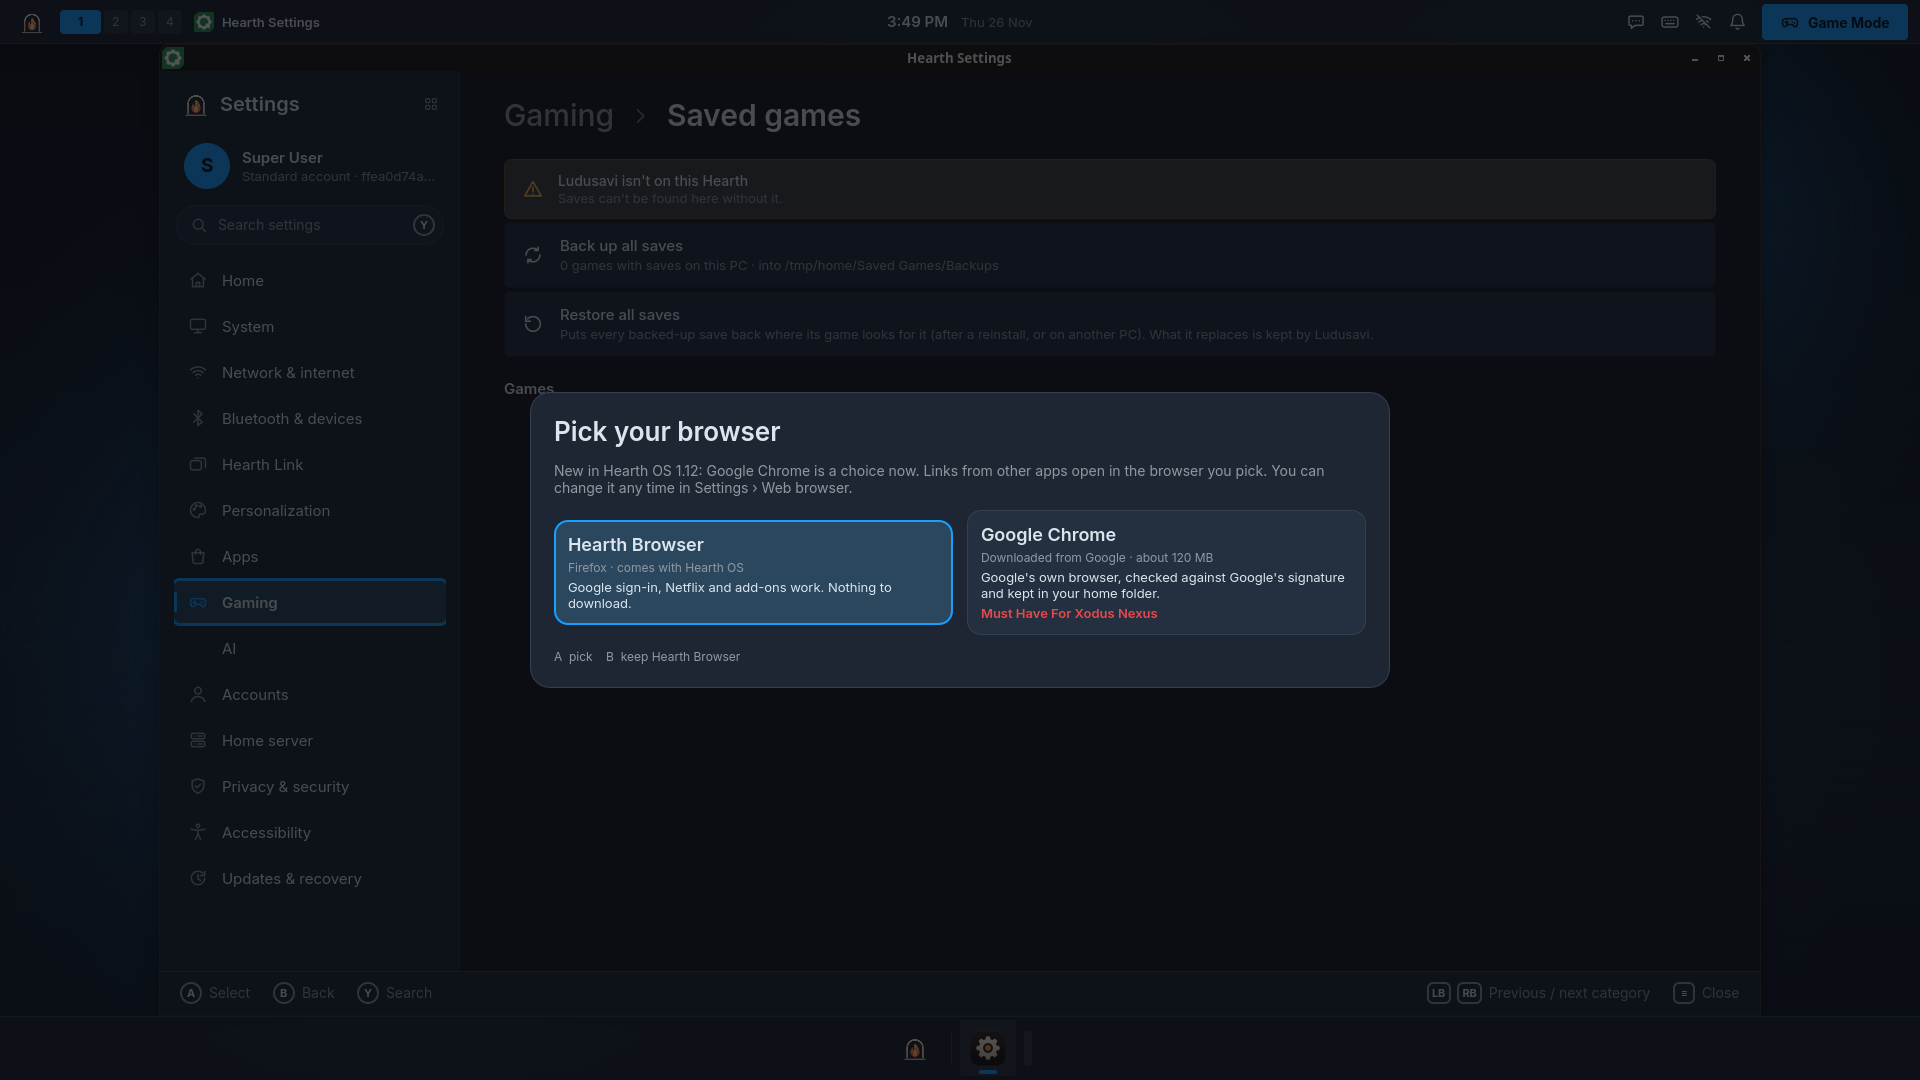 1 2 3 4 Hearth Settings
3:49 PM Thu 26 Nov
Game Mode
Hearth Settings
Settings
Super User
Standard account · ffea0d74a...
Search settings Y
Home
System
Network & internet
Bluetooth & devices
Hearth Link
Personalization
Apps
Gaming
AI
Accounts
Home server
Privacy & security
Accessibility
Updates & recovery
Gaming > Saved games
Ludusavi isn't on this Hearth
Saves can't be found here without it.
Back up all saves
0 games with saves on this PC · into /tmp/home/Saved Games/Backups
Restore all saves
Puts every backed-up save back where its game looks for it (after a reinstall, or on another PC). What it replaces is kept by Ludusavi.
Games
Pick your browser
New in Hearth OS 1.12: Google Chrome is a choice now. Links from other apps open in the browser you pick. You can
change it any time in Settings › Web browser.
Hearth Browser
Firefox · comes with Hearth OS
Google sign-in, Netflix and add-ons work. Nothing to
download.
Google Chrome
Downloaded from Google · about 120 MB
Google's own browser, checked against Google's signature
and kept in your home folder.
Must Have For Xodus Nexus
A pick B keep Hearth Browser
A Select B Back Y Search
LB RB Previous / next category ≡ Close